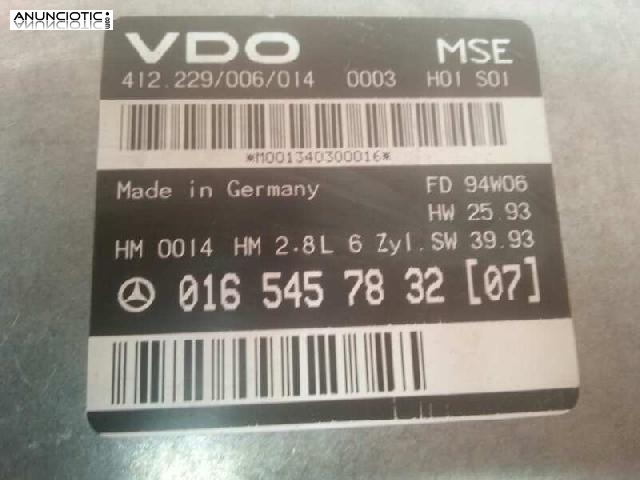 ANUNCIOTIC.com
VDO MSE
412.229/006/014 0003 H01 S01
*M001340300016*
Made in Germany FD 94W06
HW 25.93
HM 0014 HM 2.8L 6 Zyl. SW 39.93
016 545 78 32 [07]